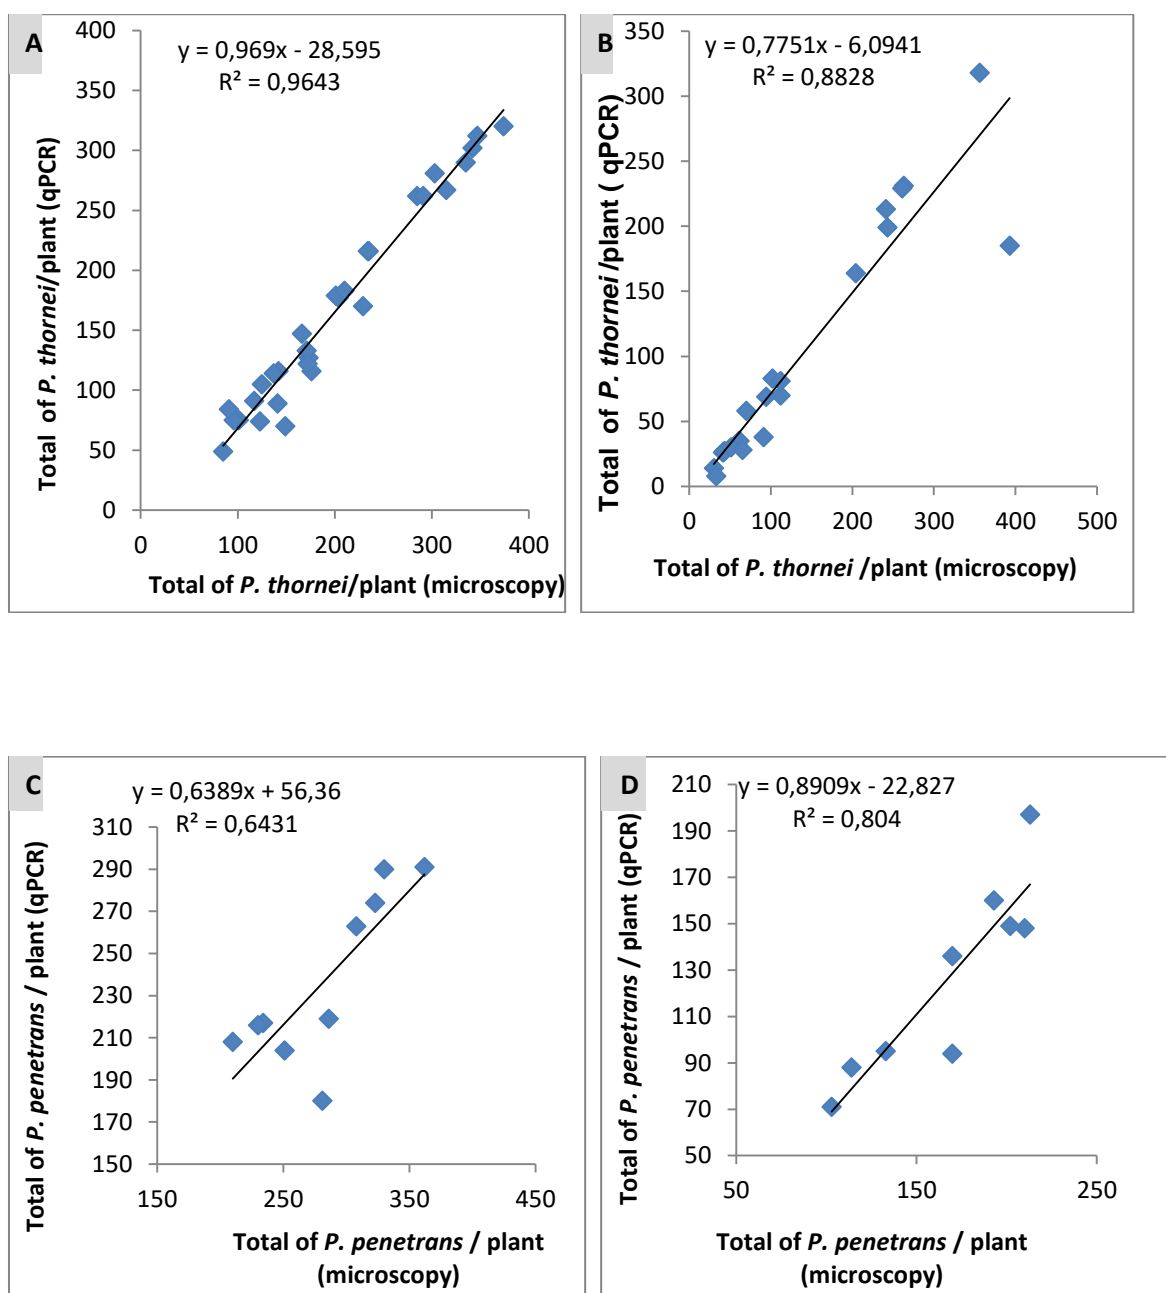 A
y = 0,969x - 28,595
R² = 0,9643
400
350
300
250
200
150
100
50
0
0 100 200 300 400
Total of P. thornei/plant (qPCR)
Total of P. thornei/plant (microscopy)
B
y = 0,7751x - 6,0941
R² = 0,8828
350
300
250
200
150
100
50
0
0 100 200 300 400 500
Total of P. thornei /plant ( qPCR)
Total of P. thornei /plant (microscopy)
C
y = 0,6389x + 56,36
R² = 0,6431
310
290
270
250
230
210
190
170
150
150 250 350 450
Total of P. penetrans / plant (qPCR)
Total of P. penetrans / plant
(microscopy)
D
y = 0,8909x - 22,827
R² = 0,804
210
190
170
150
130
110
90
70
50
50 150 250
Total of P. penetrans / plant (qPCR)
Total of P. penetrans / plant
(microscopy)